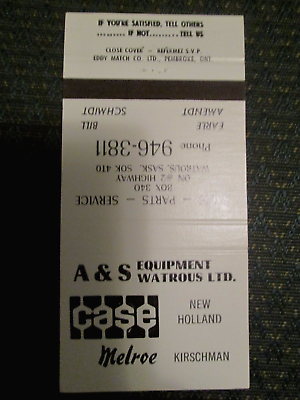 IF YOU'RE SATISFIED, TELL OTHERS
......... IF NOT......... TELL US
CLOSE COVER — REFERMEZ S.V.P.
EDDY MATCH CO. LTD., PEMBROKE, ONT.
A & S EQUIPMENT WATROUS LTD.
case
NEW HOLLAND
Melroe
KIRSCHMAN
- PARTS - SERVICE
BOX 340
ON #2 HIGHWAY
WATROUS, SASK. S0K 4T0
Phone 946-3811
EARLE AMENDT
BILL SCHMIDT